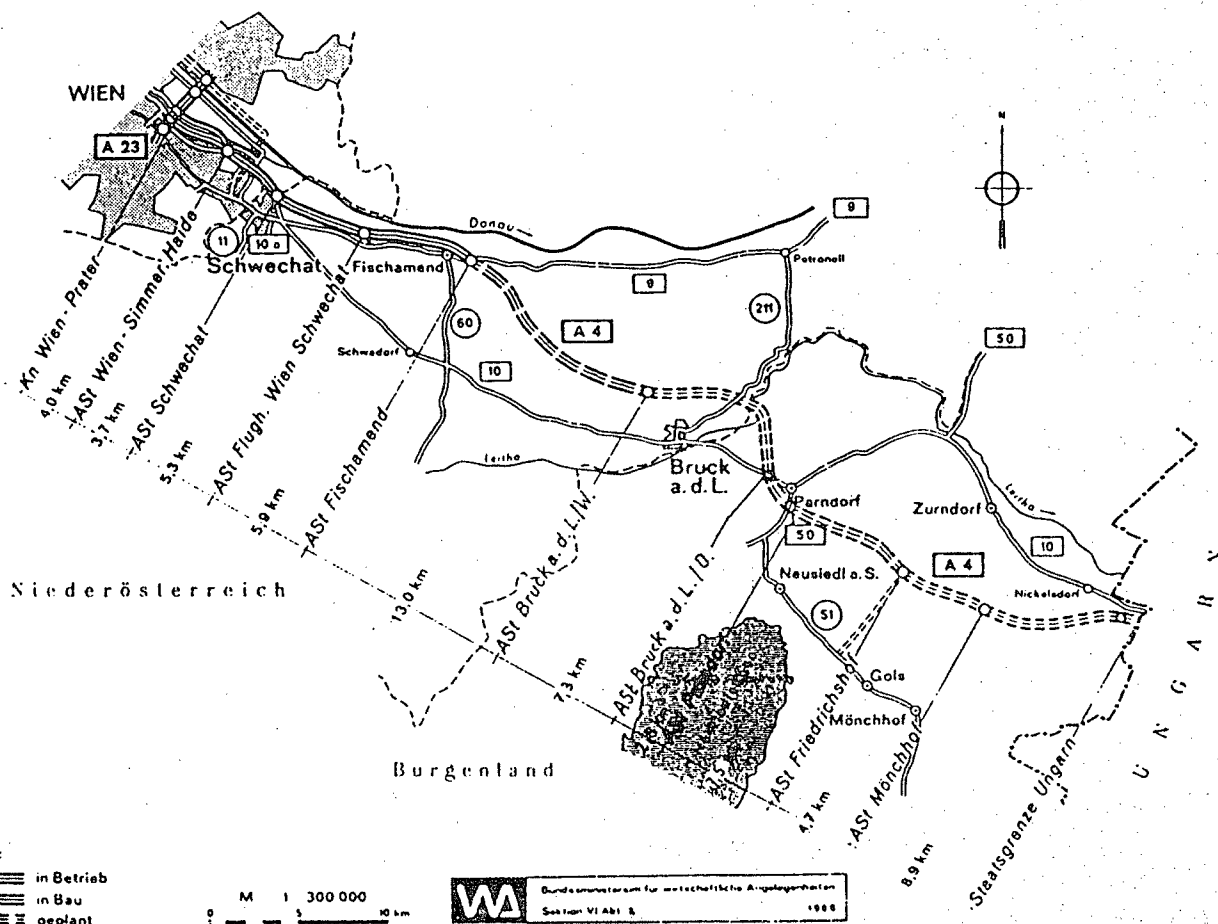 WIEN
A 23
N
9
Donau
11
10 a
Schwechat
Fischamend
9
Petronell
60
A 4
211
50
Schwadorf
10
Leitha
Bruck
a.d.L.
Parndorf
50
Zurndorf
Leitha
10
A 4
Neusiedl a.S.
51
Nickelsdorf
Gols
Mönchhof
UNGARN
Niederösterreich
Burgenland
Kn Wien - Prater
4,0 km
ASt Wien - Simmer. Haide
3,7 km
ASt Schwechat
5,3 km
ASt Flugh. Wien Schwechat
5,9 km
ASt Fischamend
13,0 km
ASt Bruck a.d.L./W.
7,3 km
ASt Bruck a.d.L./O.
ASt Friedrichsh.
4,7 km
ASt Mönchhof
8,9 km
Staatsgrenze Ungarn
in Betrieb
in Bau
geplant
M 1 300 000
0 5 10 km
Bundesministerium für wirtschaftliche Angelegenheiten
Sektion VI Abt. 1988